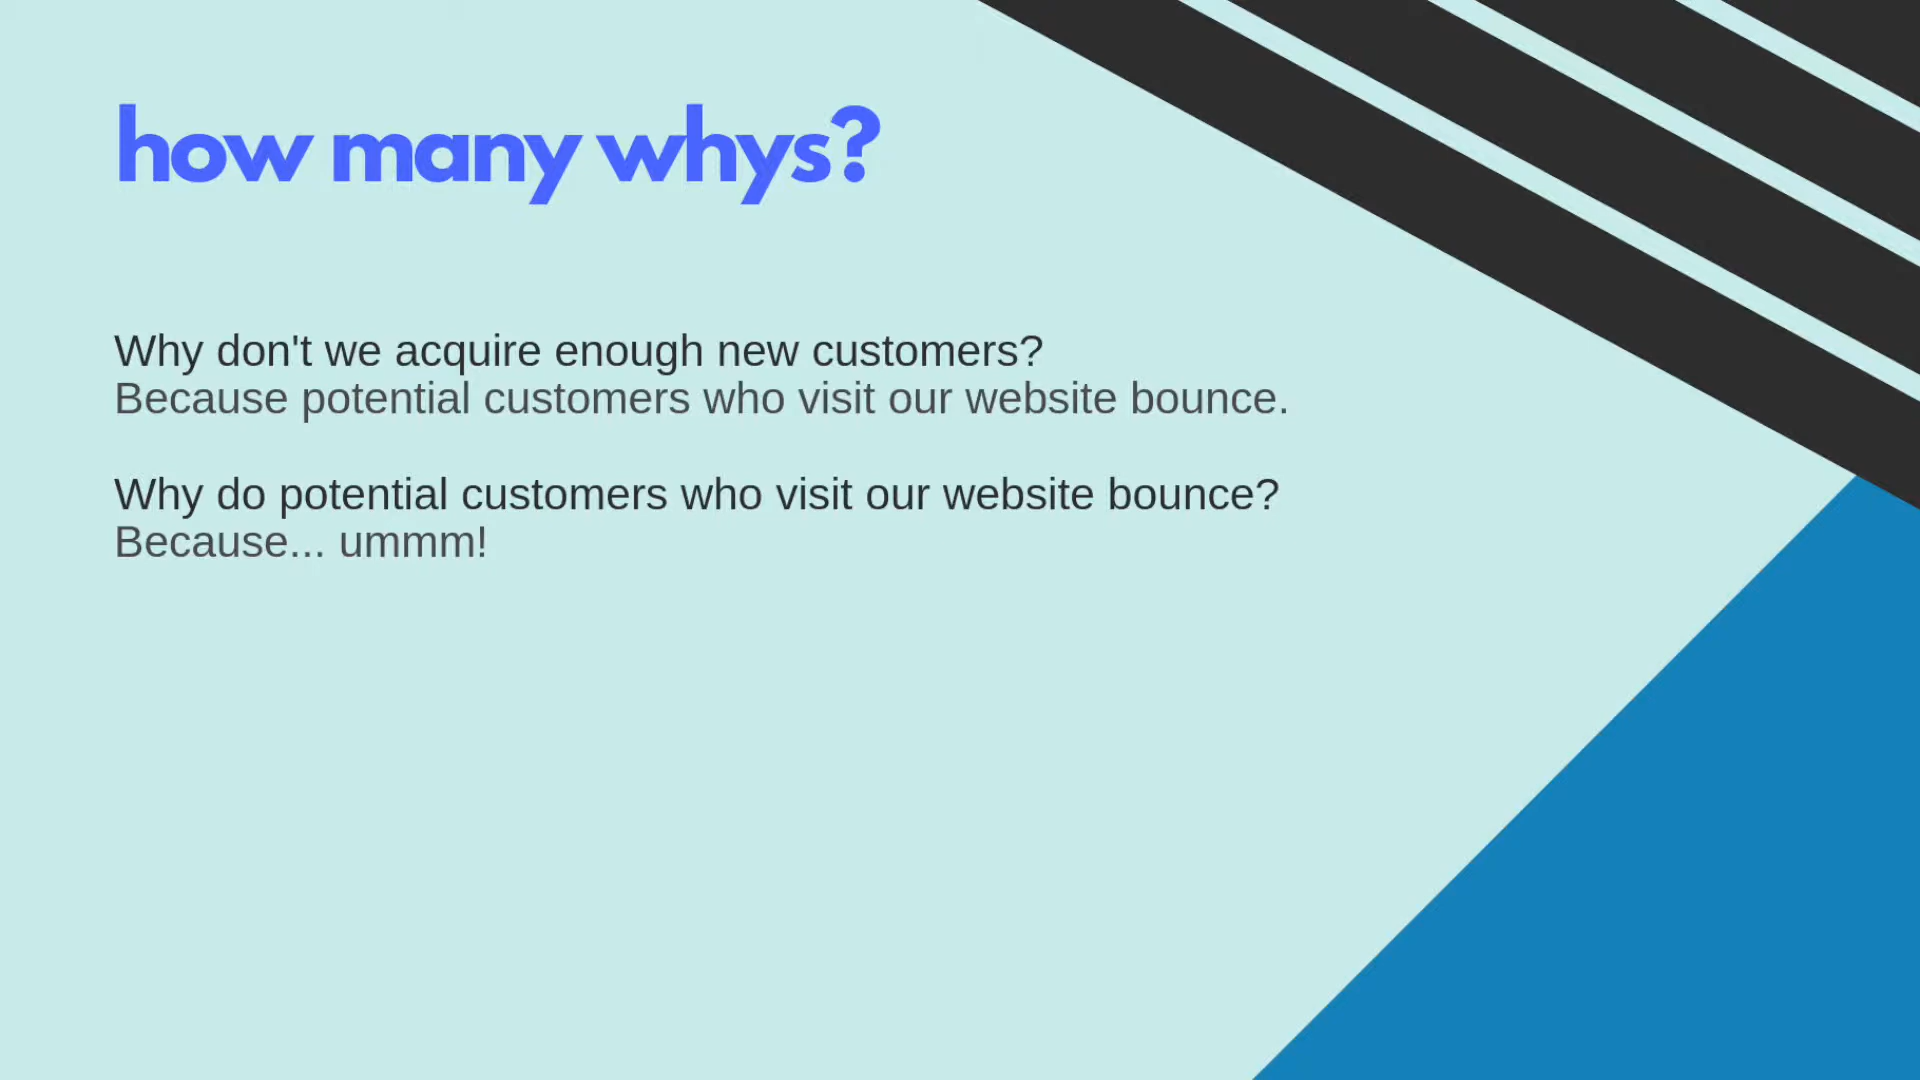 how many whys?
Why don't we acquire enough new customers?
Because potential customers who visit our website bounce.
Why do potential customers who visit our website bounce?
Because... ummm!